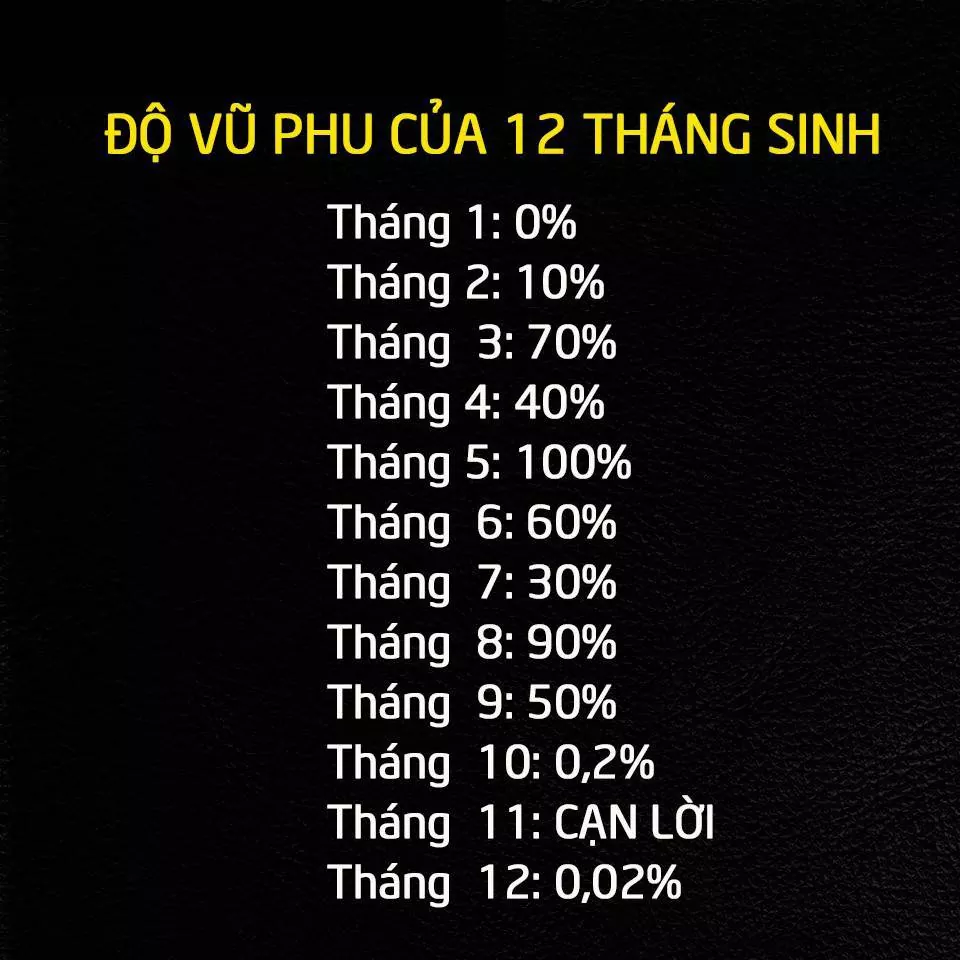 ĐỘ VŨ PHU CỦA 12 THÁNG SINH
Tháng 1: 0%
Tháng 2: 10%
Tháng 3: 70%
Tháng 4: 40%
Tháng 5: 100%
Tháng 6: 60%
Tháng 7: 30%
Tháng 8: 90%
Tháng 9: 50%
Tháng 10: 0,2%
Tháng 11: CẠN LỜI
Tháng 12: 0,02%